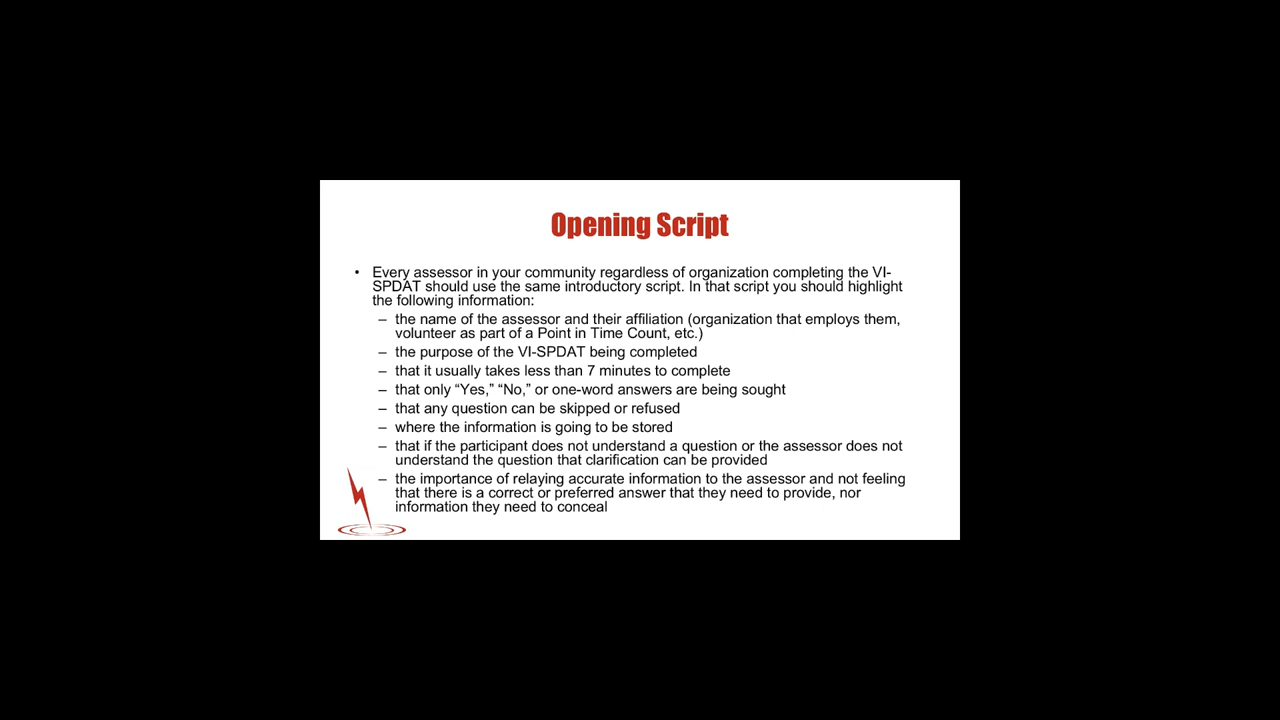 Opening Script
• Every assessor in your community regardless of organization completing the VI-
SPDAT should use the same introductory script. In that script you should highlight
the following information:
– the name of the assessor and their affiliation (organization that employs them,
volunteer as part of a Point in Time Count, etc.)
– the purpose of the VI-SPDAT being completed
– that it usually takes less than 7 minutes to complete
– that only “Yes,” “No,” or one-word answers are being sought
– that any question can be skipped or refused
– where the information is going to be stored
– that if the participant does not understand a question or the assessor does not
understand the question that clarification can be provided
– the importance of relaying accurate information to the assessor and not feeling
that there is a correct or preferred answer that they need to provide, nor
information they need to conceal